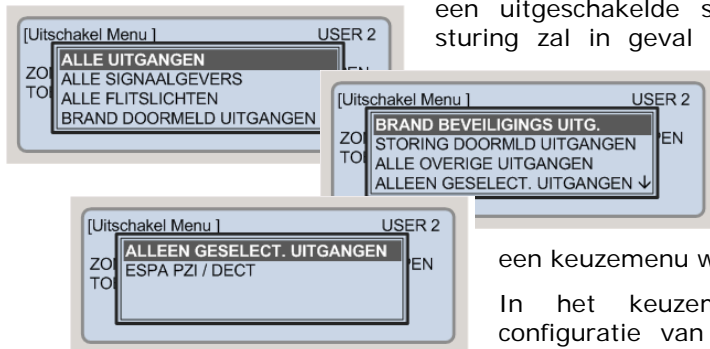 een uitgeschakelde s
sturing zal in geval
[Uitschakel Menu ] USER 2
ALLE UITGANGEN
ALLE SIGNAALGEVERS
ALLE FLITSLICHTEN
BRAND DOORMELD UITGANGEN
[Uitschakel Menu ] USER 2
BRAND BEVEILIGINGS UITG.
STORING DOORMLD UITGANGEN
ALLE OVERIGE UITGANGEN
ALLEEN GESELECT. UITGANGEN ↓
[Uitschakel Menu ] USER 2
ALLEEN GESELECT. UITGANGEN
ESPA PZI / DECT
een keuzemenu w
In het keuzen
configuratie van